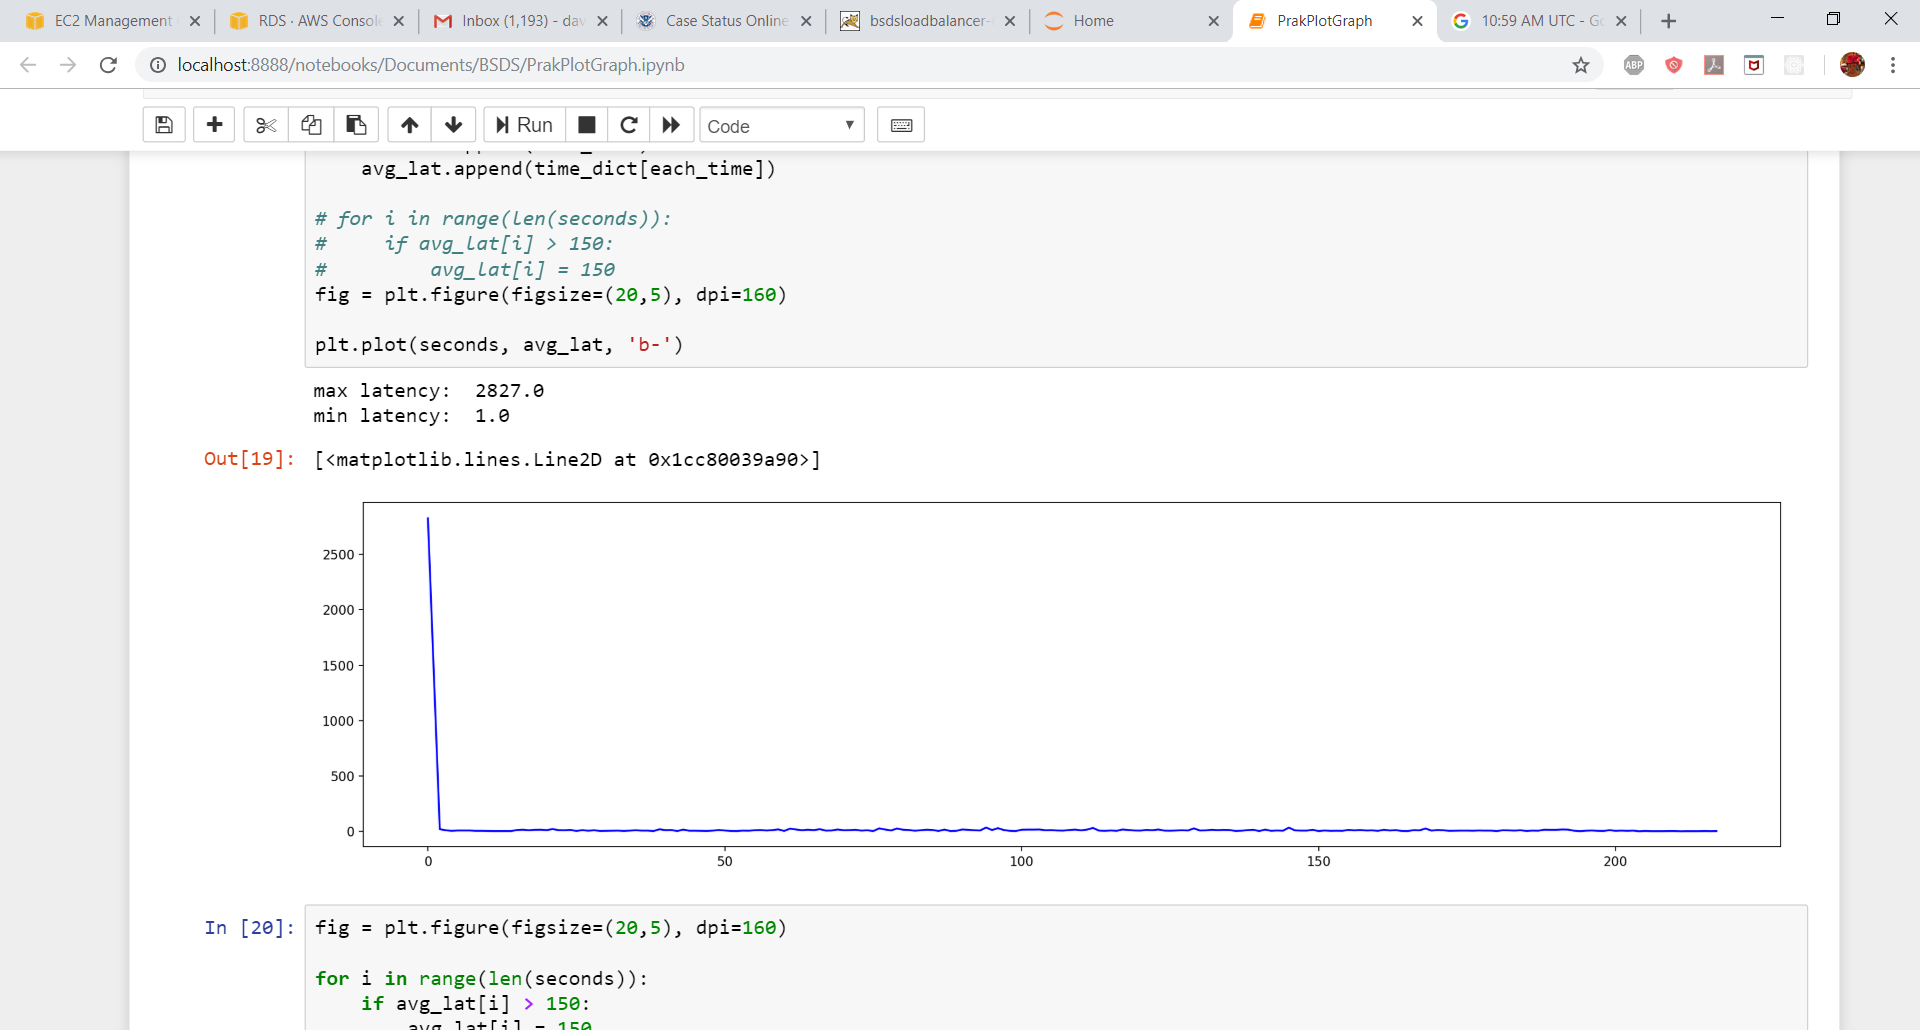 EC2 Management
RDS · AWS Consol
Inbox (1,193) - dav
Case Status Online
bsdsloadbalancer-
Home
PrakPlotGraph
10:59 AM UTC - Go
localhost:8888/notebooks/Documents/BSDS/PrakPlotGraph.ipynb
ABP
Run
Code
avg_lat.append(time_dict[each_time])
# for i in range(len(seconds)):
#     if avg_lat[i] > 150:
#         avg_lat[i] = 150
fig = plt.figure(figsize=(20,5), dpi=160)
plt.plot(seconds, avg_lat, 'b-')
max latency:  2827.0
min latency:  1.0
Out[19]: [<matplotlib.lines.Line2D at 0x1cc80039a90>]
2500
2000
1500
1000
500
0
0 50 100 150 200
In [20]: fig = plt.figure(figsize=(20,5), dpi=160)
for i in range(len(seconds)):
    if avg_lat[i] > 150:
        avg_lat[i] = 150